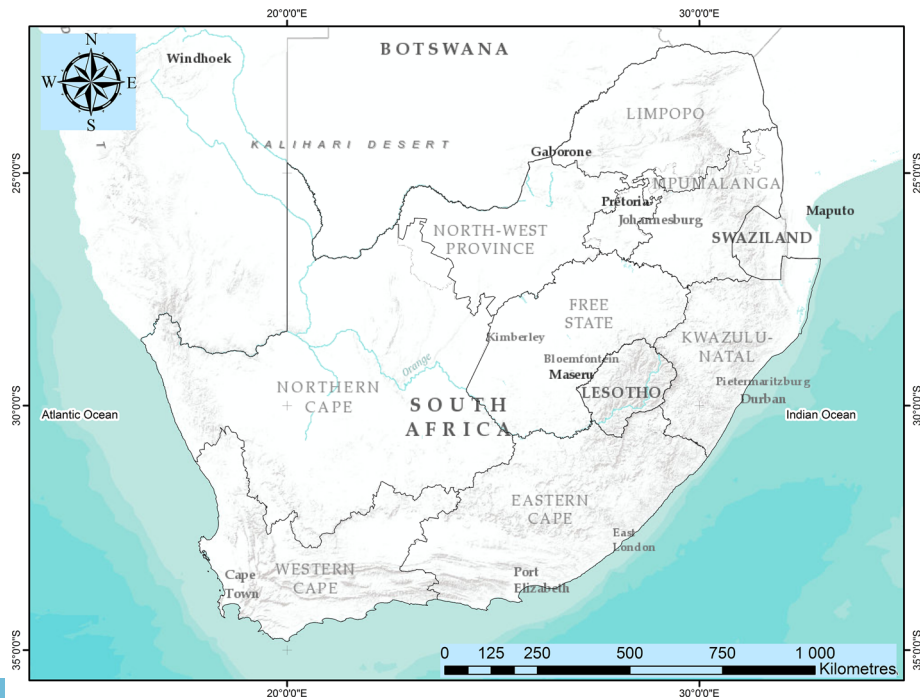 20°0'0"E 30°0'0"E
N
W E
S
Windhoek
BOTSWANA
KALIHARI DESERT
T
LIMPOPO
Gaborone
25°0'0"S
25°0'0"S
MPUMALANGA
Pretoria
Johannesburg
Maputo
SWAZILAND
NORTH-WEST
PROVINCE
FREE
STATE
Kimberley
KWAZULU-
NATAL
Bloemfontein
Maseru
Orange
LESOTHO
Pietermaritzburg
Durban
NORTHERN
CAPE
SOUTH
AFRICA
30°0'0"S
30°0'0"S
Atlantic Ocean
Indian Ocean
EASTERN
CAPE
East
London
WESTERN
CAPE
Cape
Town
Port
Elizabeth
35°0'0"S
35°0'0"S
0 125 250 500 750 1 000
Kilometres
20°0'0"E 30°0'0"E